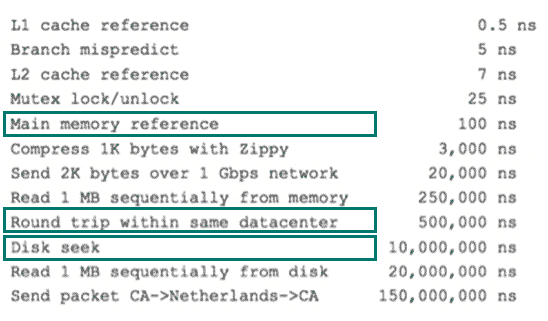 L1 cache reference 0.5 ns
Branch mispredict 5 ns
L2 cache reference 7 ns
Mutex lock/unlock 25 ns
Main memory reference 100 ns
Compress 1K bytes with Zippy 3,000 ns
Send 2K bytes over 1 Gbps network 20,000 ns
Read 1 MB sequentially from memory 250,000 ns
Round trip within same datacenter 500,000 ns
Disk seek 10,000,000 ns
Read 1 MB sequentially from disk 20,000,000 ns
Send packet CA->Netherlands->CA 150,000,000 ns